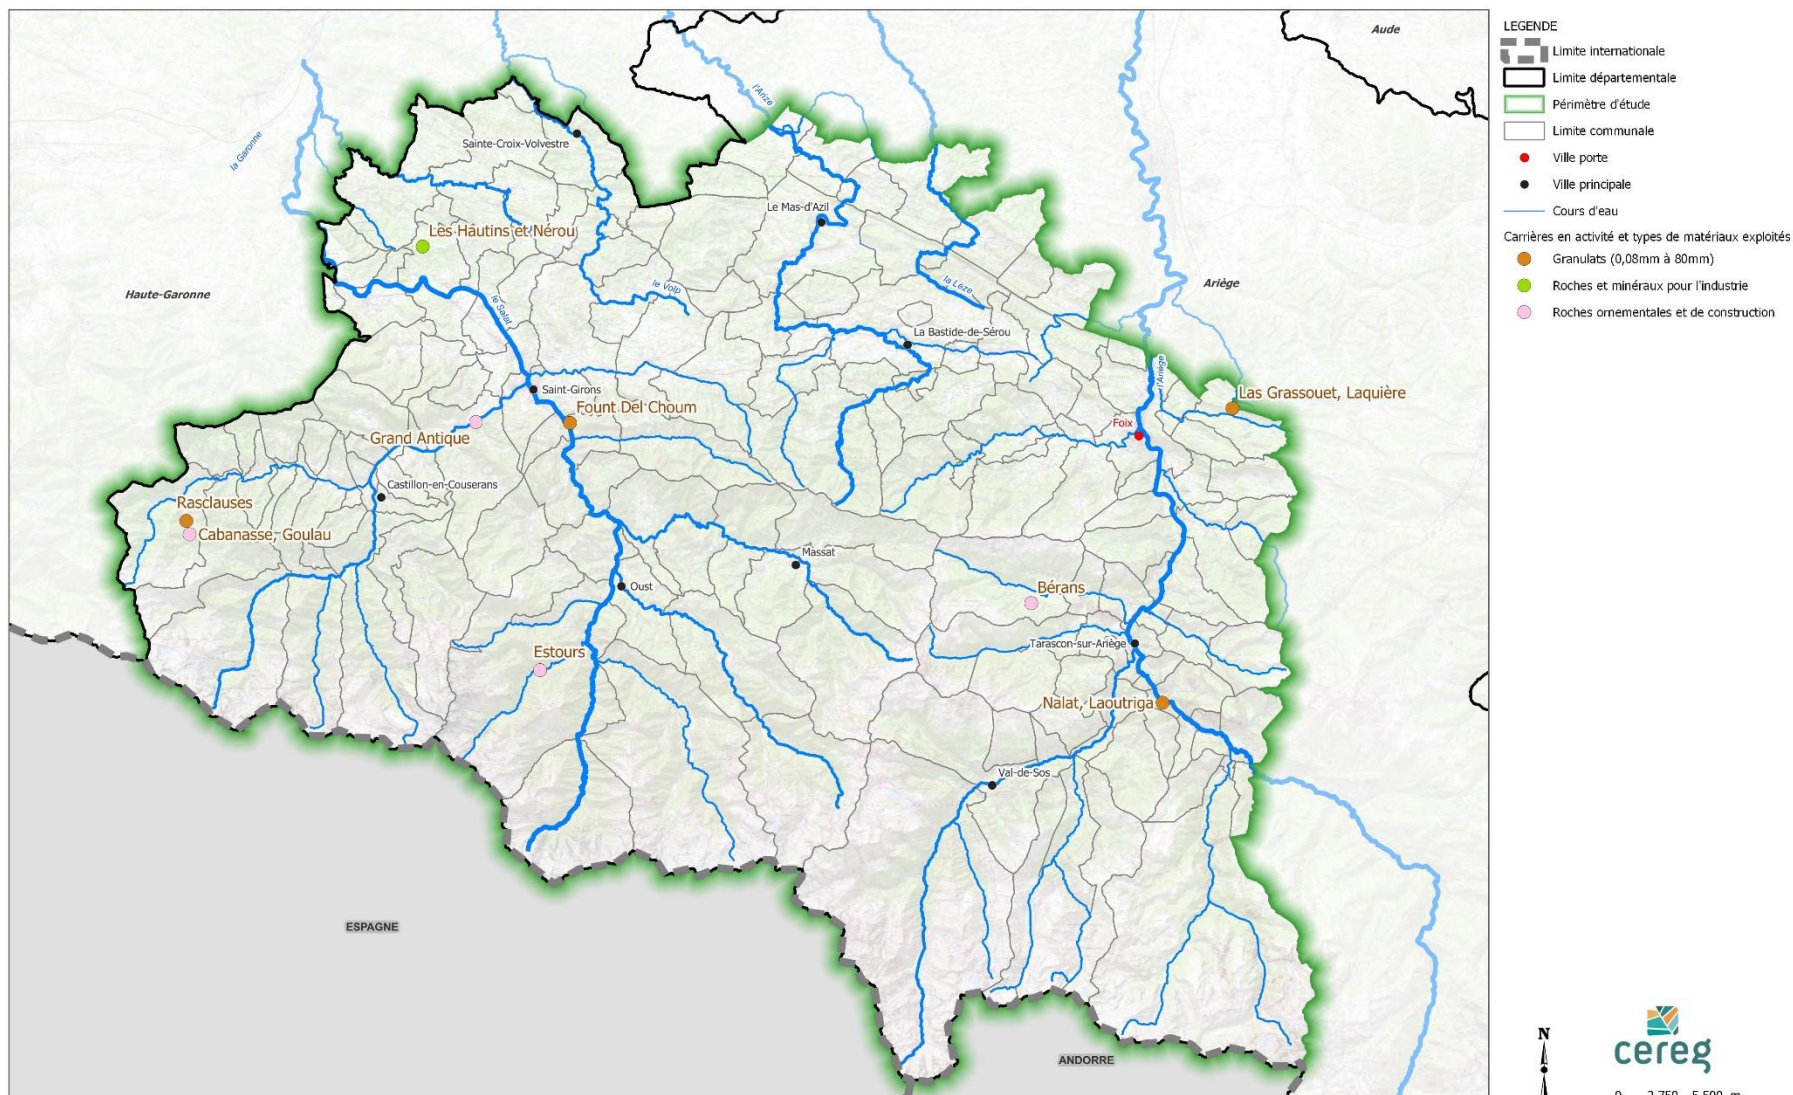 Aude
la Garonne
l'Arize
Sainte-Croix-Volvestre
Le Mas-d'Azil
Les Hautins et Nérou
Haute-Garonne
le Salat
le Volp
la Lèze
Ariège
La Bastide-de-Sérou
l'Ariège
Saint-Girons
Las Grassouet, Laquière
Fount Del Choum
Foix
Grand Antique
Castillon-en-Couserans
Rasclauses
Cabanasse, Goulau
Massat
Oust
Bérans
Estours
Tarascon-sur-Ariège
Nalat, Laoutriga
Val-de-Sos
ESPAGNE
ANDORRE
LEGENDE
Limite internationale
Limite départementale
Périmètre d'étude
Limite communale
Ville porte
Ville principale
Cours d'eau
Carrières en activité et types de matériaux exploités
Granulats (0,08mm à 80mm)
Roches et minéraux pour l'industrie
Roches ornementales et de construction
N
cereg
0 2 750 5 500 m